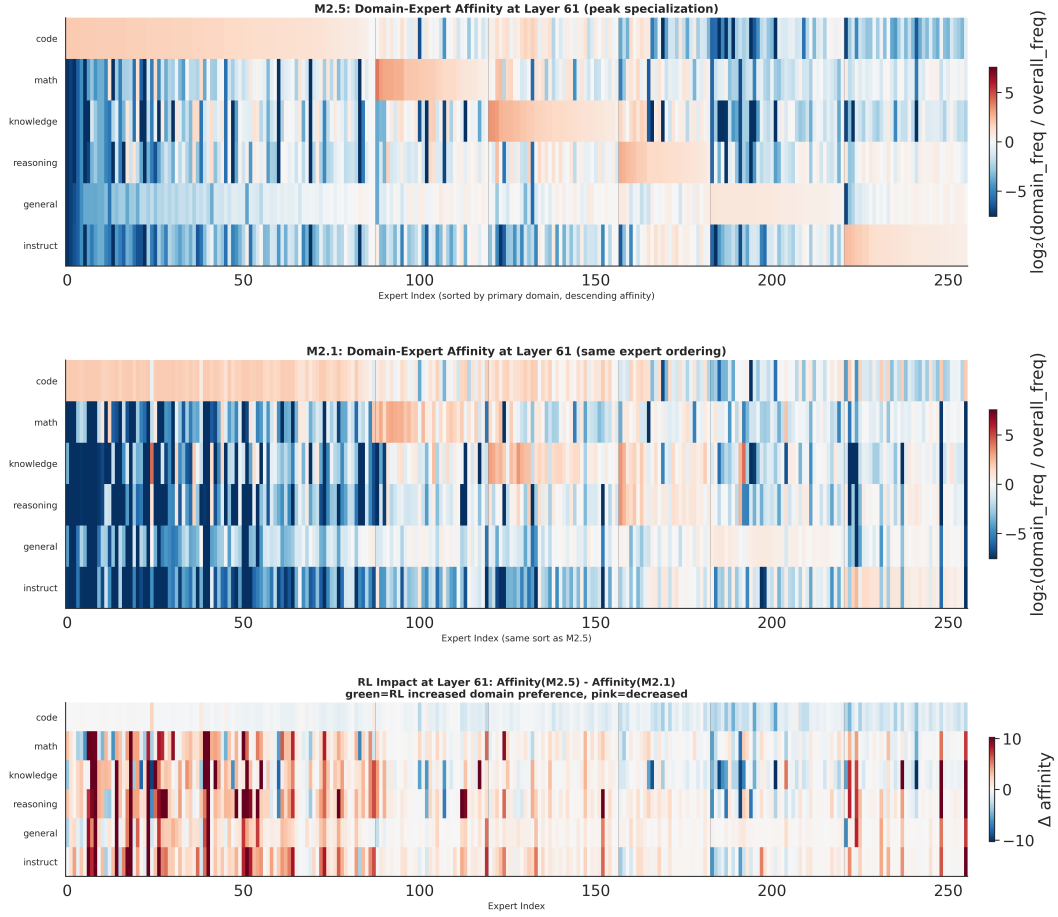 M2.5: Domain-Expert Affinity at Layer 61 (peak specialization)
code
math
knowledge
reasoning
general
instruct
0 50 100 150 200 250
Expert Index (sorted by primary domain, descending affinity)
5
0
−5
log₂(domain_freq / overall_freq)
M2.1: Domain-Expert Affinity at Layer 61 (same expert ordering)
code
math
knowledge
reasoning
general
instruct
0 50 100 150 200 250
Expert Index (same sort as M2.5)
5
0
−5
log₂(domain_freq / overall_freq)
RL Impact at Layer 61: Affinity(M2.5) - Affinity(M2.1)
green=RL increased domain preference, pink=decreased
code
math
knowledge
reasoning
general
instruct
0 50 100 150 200 250
Expert Index
10
0
−10
Δ affinity